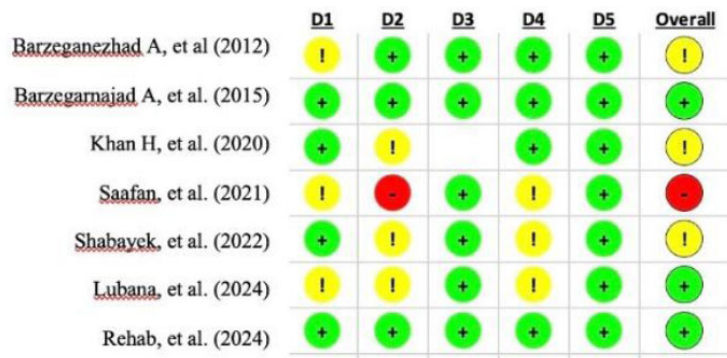 D1 D2 D3 D4 D5 Overall
Barzeganezhad A, et al (2012) ! + + + + !
Barzegarnajad A, et al. (2015) + + + + + +
Khan H, et al. (2020) + ! + + !
Saafan, et al. (2021) ! - + ! + -
Shabayek, et al. (2022) + ! + ! + !
Lubana, et al. (2024) ! ! + ! + +
Rehab, et al. (2024) + + + + + +